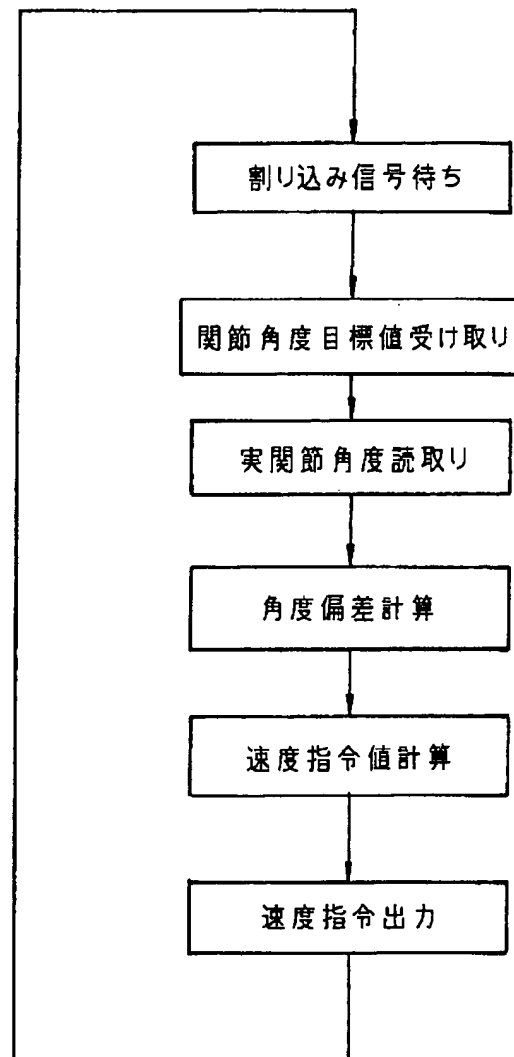 割り込み信号待ち
関節角度目標値受け取り
実関節角度読取り
角度偏差計算
速度指令値計算
速度指令出力